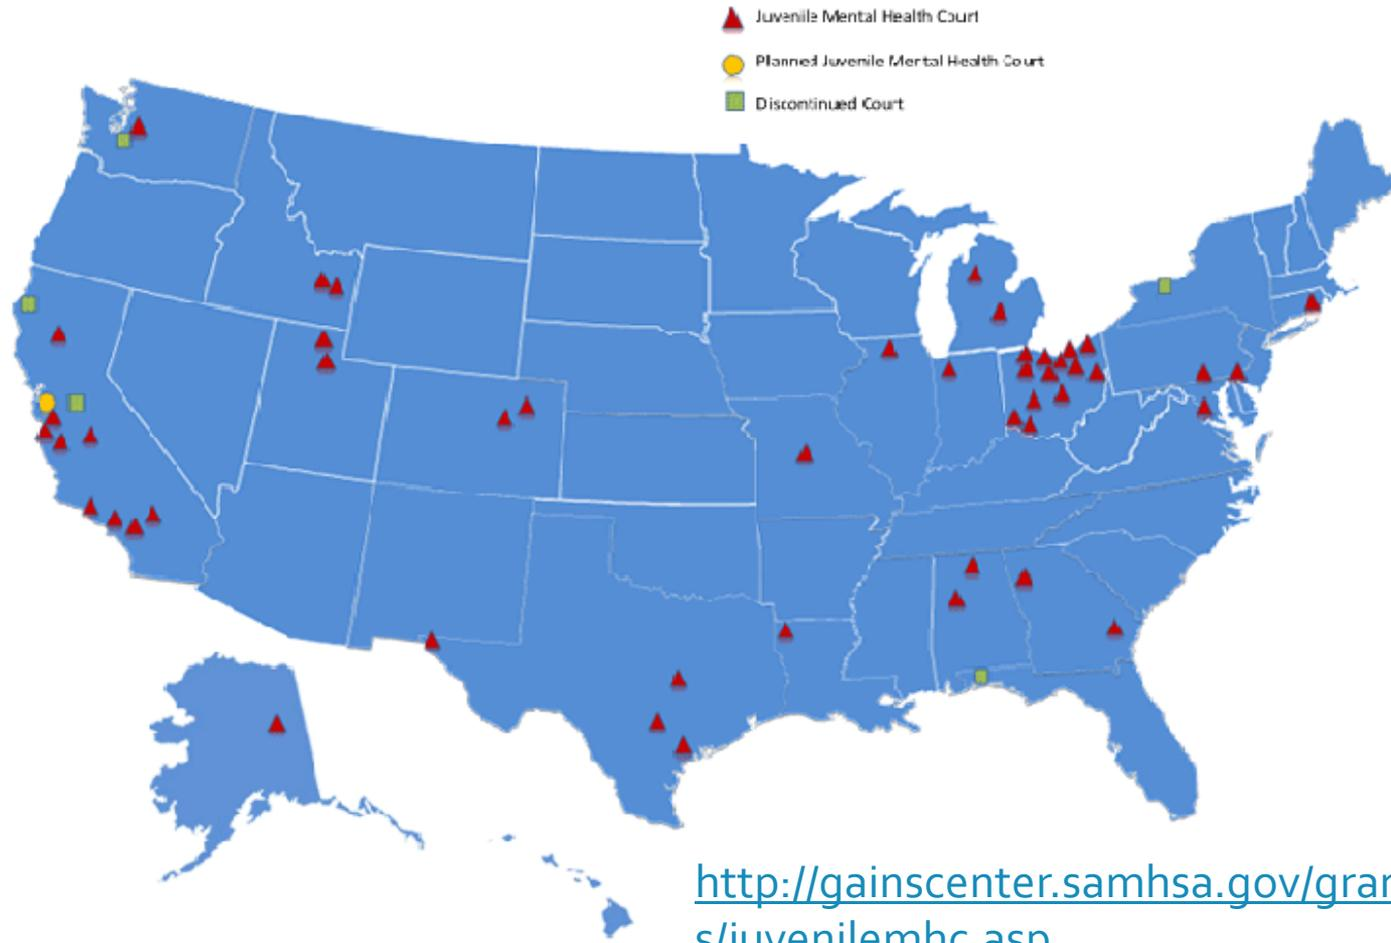 Juvenile Mental Health Court
Planned Juvenile Mental Health Court
Discontinued Court
http://gainscenter.samhsa.gov/gran
s/juvenilemhc.asp